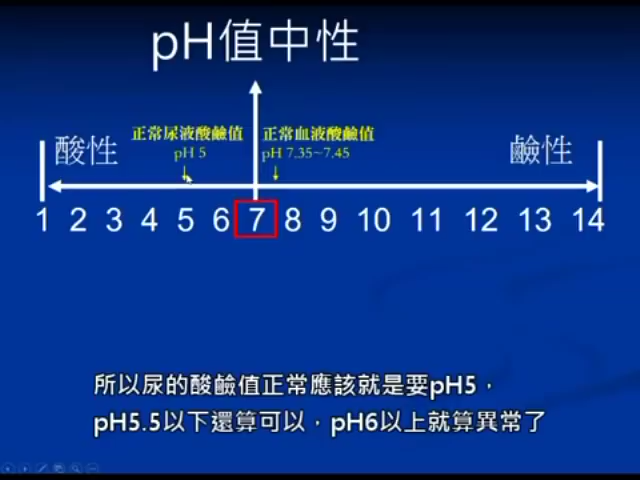 pH值中性
正常尿液酸鹼值 正常血液酸鹼值
酸性 pH 5 pH 7.35~7.45 鹼性
1 2 3 4 5 6 7 8 9 10 11 12 13 14
所以尿的酸鹼值正常應該就是要pH5，
pH5.5以下還算可以，pH6以上就算異常了